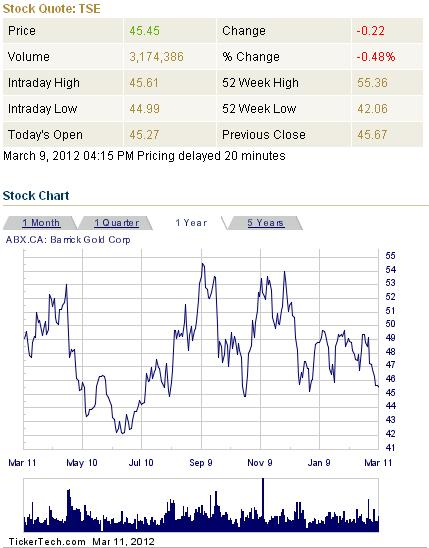 Stock Quote: TSE
Price 45.45 Change -0.22
Volume 3,174,386 % Change -0.48%
Intraday High 45.61 52 Week High 55.36
Intraday Low 44.99 52 Week Low 42.06
Today's Open 45.27 Previous Close 45.67
March 9, 2012 04:15 PM Pricing delayed 20 minutes
Stock Chart
1 Month 1 Quarter 1 Year 5 Years
ABX.CA: Barrick Gold Corp
55
54
53
52
51
50
49
48
47
46
45
44
43
42
41
Mar 11 May 10 Jul 10 Sep 9 Nov 9 Jan 9 Mar 11
TickerTech.com Mar 11, 2012